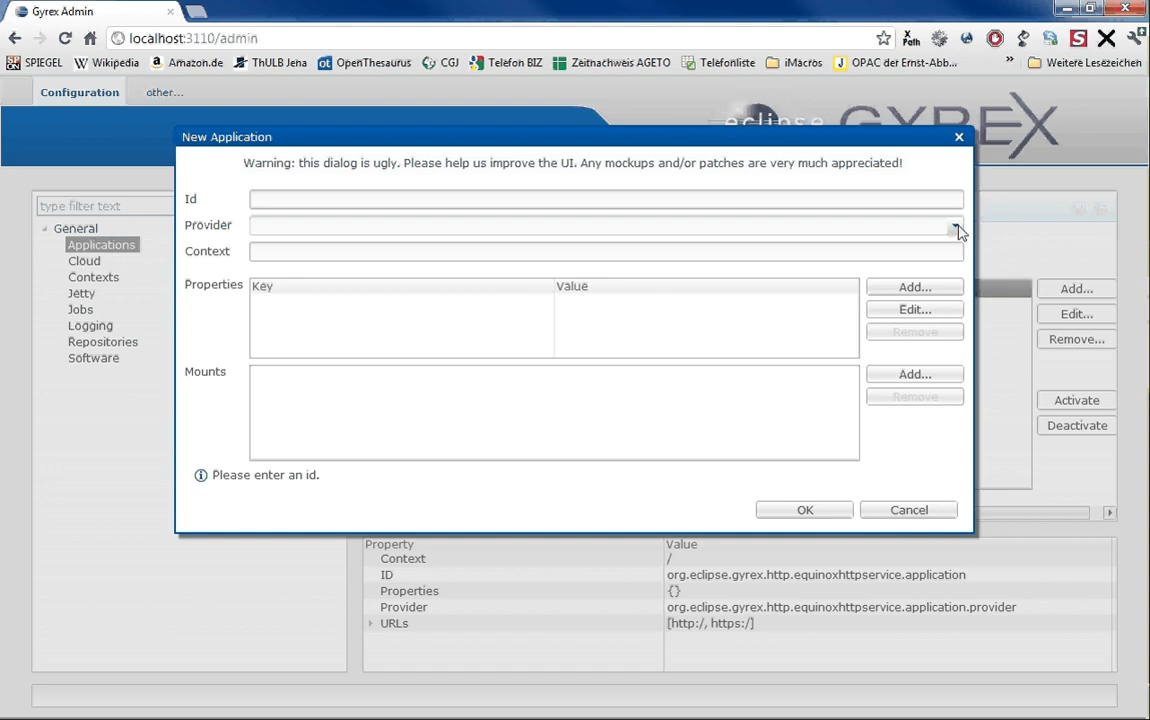 Gyrex Admin
localhost:3110/admin
X Path
SPIEGEL
Wikipedia
Amazon.de
THULB Jena
OpenThesaurus
CGJ
Telefon BIZ
Zeitnachweis AGETO
Telefonliste
iMacros
OPAC der Ernst-Abb...
»
Weitere Lesezeichen
Configuration
other...
eclipse
GYREX
New Application
Warning: this dialog is ugly. Please help us improve the UI. Any mockups and/or patches are very much appreciated!
type filter text
General
Applications
Cloud
Contexts
Jetty
Jobs
Logging
Repositories
Software
Id
Provider
Context
Properties
Key
Value
Add...
Edit...
Remove
Mounts
Add...
Remove
Please enter an id.
OK
Cancel
Add...
Edit...
Remove...
Activate
Deactivate
Property
Value
Context
/
ID
org.eclipse.gyrex.http.equinoxhttpservice.application
Properties
{}
Provider
org.eclipse.gyrex.http.equinoxhttpservice.application.provider
URLs
[http:/, https:/]